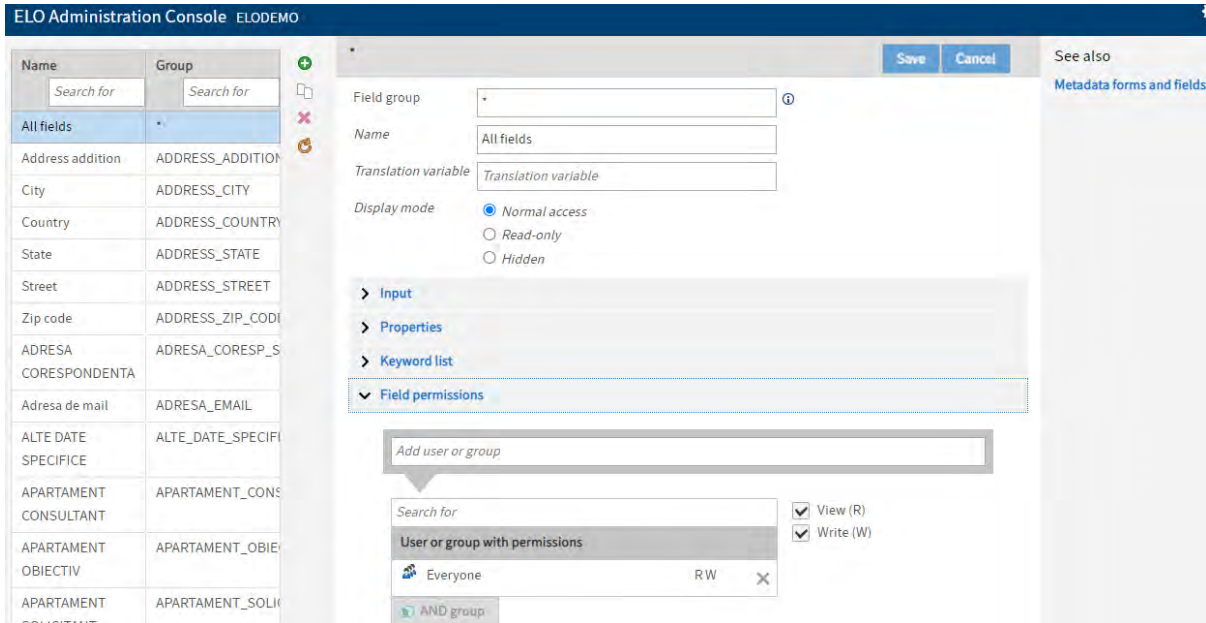 ELO Administration Console ELODEMO
Name Group
Search for Search for
All fields *
Address addition ADDRESS_ADDITION
City ADDRESS_CITY
Country ADDRESS_COUNTRY
State ADDRESS_STATE
Street ADDRESS_STREET
Zip code ADDRESS_ZIP_CODE
ADRESA CORESPONDENTA ADRESA_CORESP_S
Adresa de mail ADRESA_EMAIL
ALTE DATE SPECIFICE ALTE_DATE_SPECIFI
APARTAMENT CONSULTANT APARTAMENT_CONS
APARTAMENT OBIECTIV APARTAMENT_OBIE
APARTAMENT APARTAMENT_SOLI
*
Save Cancel
Field group *
Name All fields
Translation variable Translation variable
Display mode Normal access
Read-only
Hidden
Input
Properties
Keyword list
Field permissions
Add user or group
Search for
User or group with permissions
Everyone R W
AND group
View (R)
Write (W)
See also
Metadata forms and fields